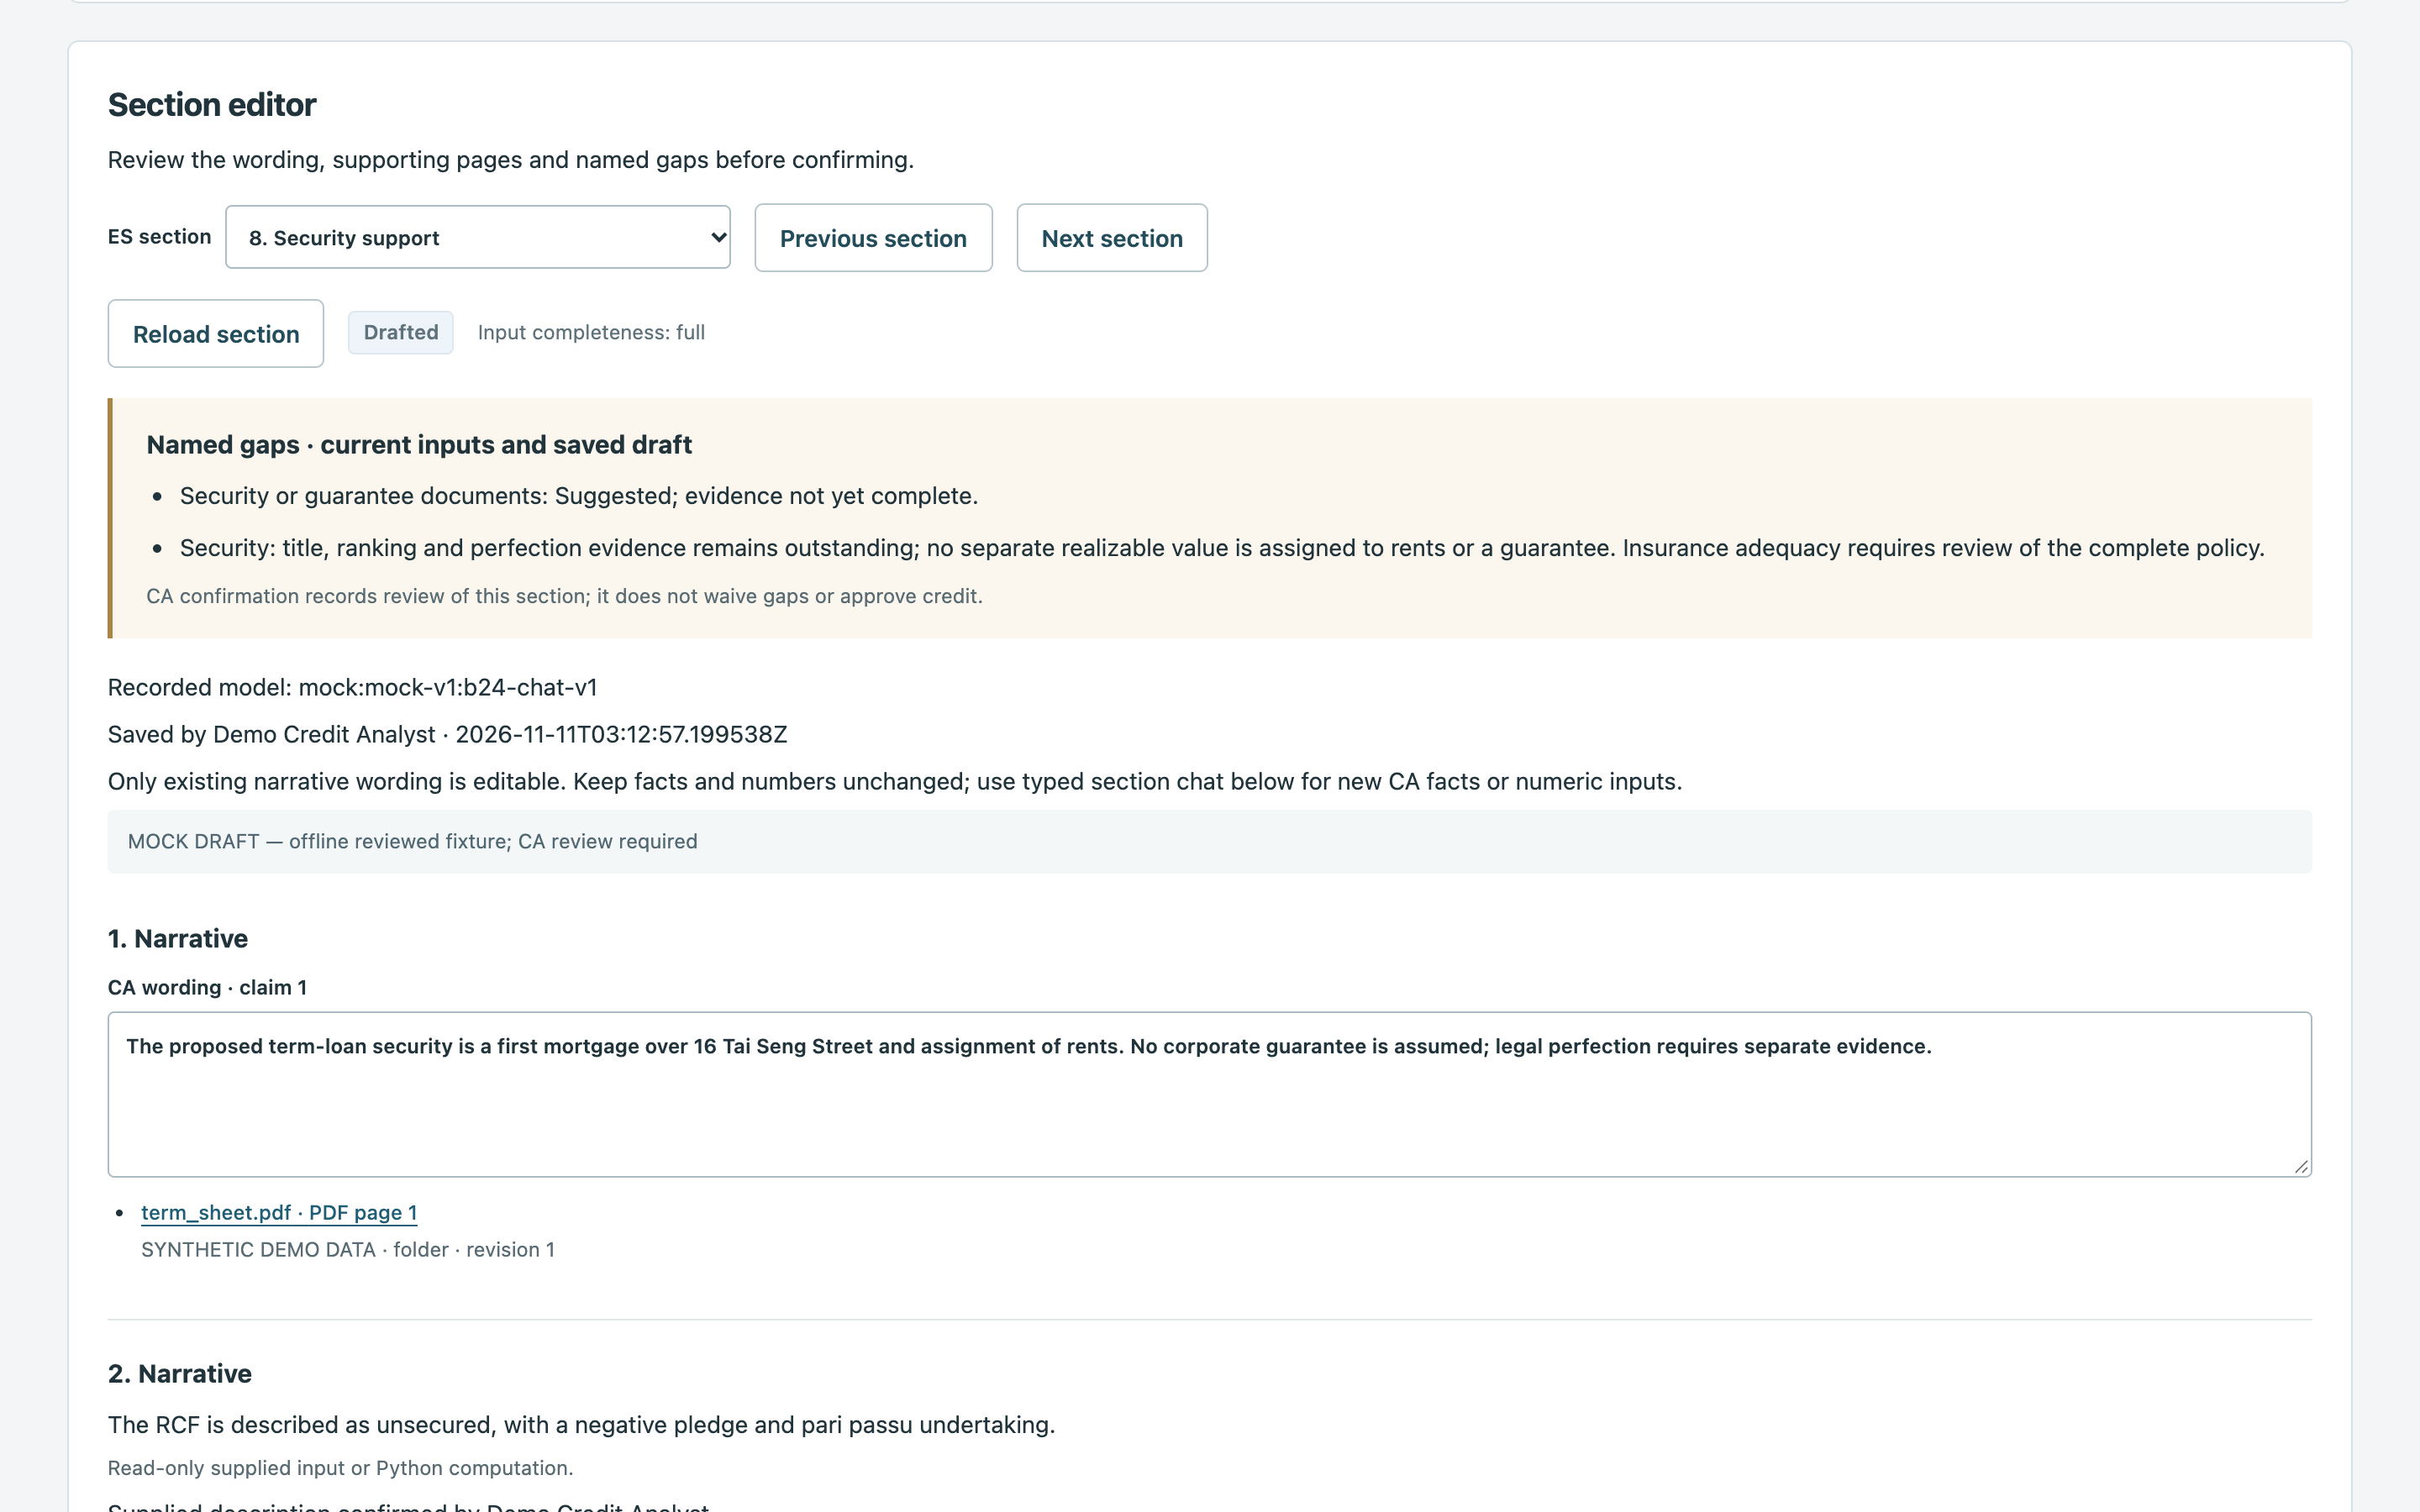 Section editor
Review the wording, supporting pages and named gaps before confirming.
ES section 8. Security support Previous section Next section
Reload section Drafted Input completeness: full
Named gaps · current inputs and saved draft
• Security or guarantee documents: Suggested; evidence not yet complete.
• Security: title, ranking and perfection evidence remains outstanding; no separate realizable value is assigned to rents or a guarantee. Insurance adequacy requires review of the complete policy.
CA confirmation records review of this section; it does not waive gaps or approve credit.
Recorded model: mock:mock-v1:b24-chat-v1
Saved by Demo Credit Analyst · 2026-11-11T03:12:57.199538Z
Only existing narrative wording is editable. Keep facts and numbers unchanged; use typed section chat below for new CA facts or numeric inputs.
MOCK DRAFT — offline reviewed fixture; CA review required
1. Narrative
CA wording · claim 1
The proposed term-loan security is a first mortgage over 16 Tai Seng Street and assignment of rents. No corporate guarantee is assumed; legal perfection requires separate evidence.
• term_sheet.pdf · PDF page 1
SYNTHETIC DEMO DATA · folder · revision 1
2. Narrative
The RCF is described as unsecured, with a negative pledge and pari passu undertaking.
Read-only supplied input or Python computation.
Supplied description confirmed by Demo Credit Analyst